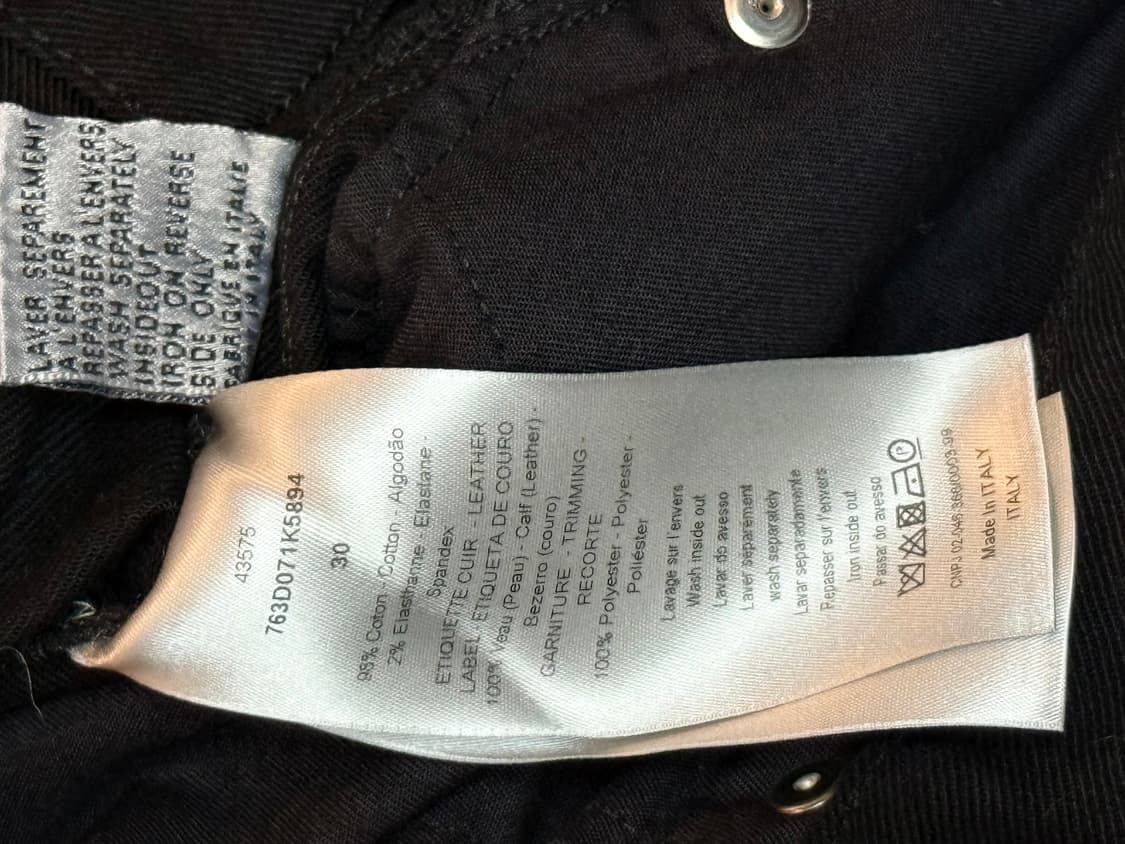 LAVER SEPAREMENT
A L'ENVERS
REPASSER A L'ENVERS
WASH SEPARATELY
INSIDEOUT
IRON ON REVERSE
SIDE ONLY
FABRIQUE EN ITALIE
IN ITALY
43575
763D071K5894
30
98% Coton - Cotton - Algodão
2% Elasthanne - Elastane -
Spandex
ETIQUETTE CUIR - LEATHER
LABEL - ETIQUETA DE COURO
100% Veau (Peau) - Calf (Leather) -
Bezerro (couro)
GARNITURE - TRIMMING -
RECORTE
100% Polyester - Polyester -
Poliéster
Lavage sur l'envers
Wash inside out
Lavar do avesso
Laver séparément
wash separately
Lavar separadamente
Repasser sur l'envers
Iron inside out
Passar do avesso
P
Made in ITALY
ITALY